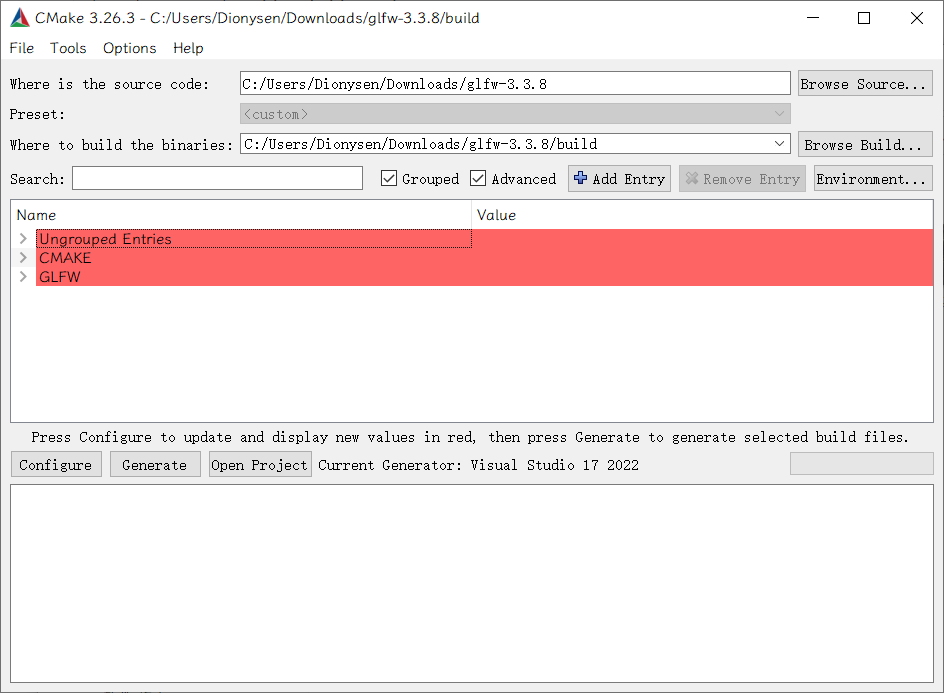 CMake 3.26.3 - C:/Users/Dionysen/Downloads/glfw-3.3.8/build
File Tools Options Help
Where is the source code: C:/Users/Dionysen/Downloads/glfw-3.3.8 Browse Source...
Preset: <custom>
Where to build the binaries: C:/Users/Dionysen/Downloads/glfw-3.3.8/build Browse Build...
Search: Grouped Advanced Add Entry Remove Entry Environment...
Name Value
Ungrouped Entries
CMAKE
GLFW
Press Configure to update and display new values in red, then press Generate to generate selected build files.
Configure Generate Open Project Current Generator: Visual Studio 17 2022